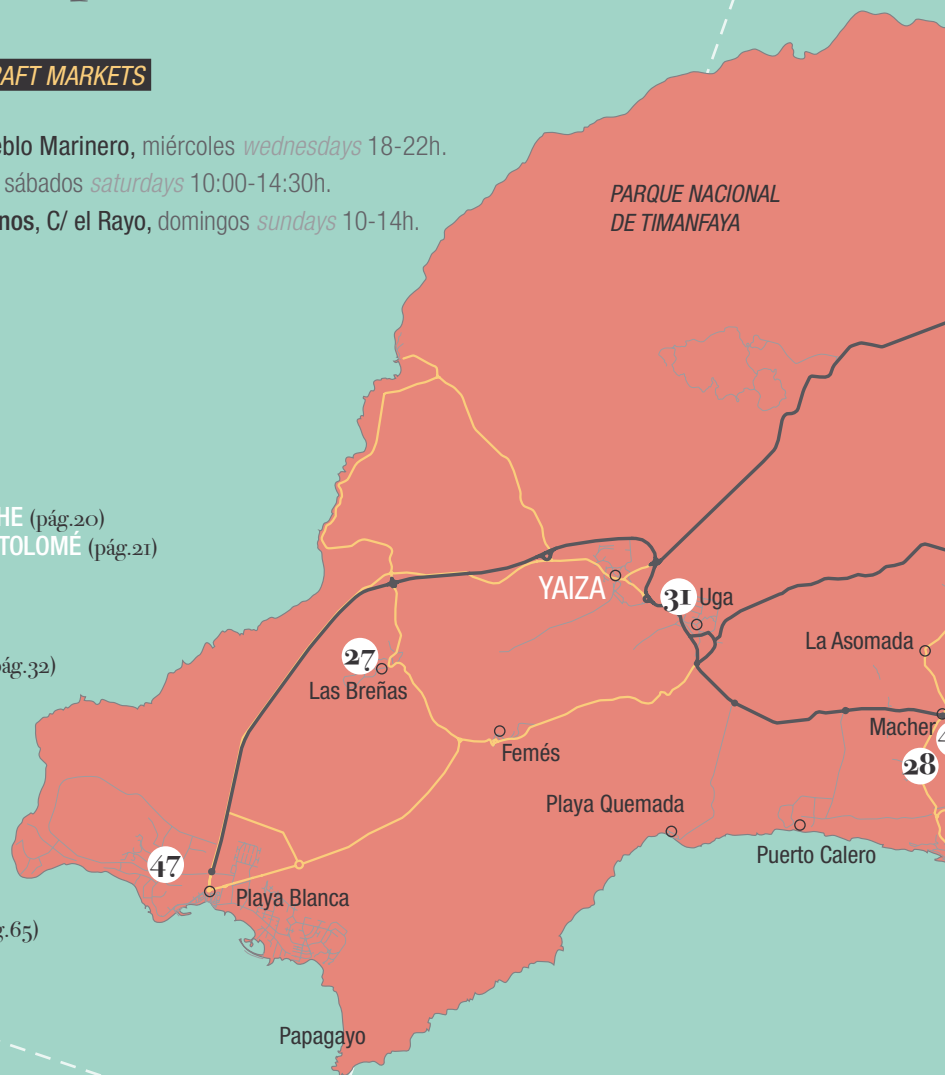 RAFT MARKETS
eblo Marinero, miércoles wednesdays 18-22h.
sábados saturdays 10:00-14:30h.
nos, C/ el Rayo, domingos sundays 10-14h.
PARQUE NACIONAL
DE TIMANFAYA
HE (pág.20)
TOLOMÉ (pág.21)
YAIZA
31 Uga
La Asomada
pág.32)
27
Las Breñas
Macher
4
Femés
28
Playa Quemada
Puerto Calero
47
Playa Blanca
g.65)
Papagayo